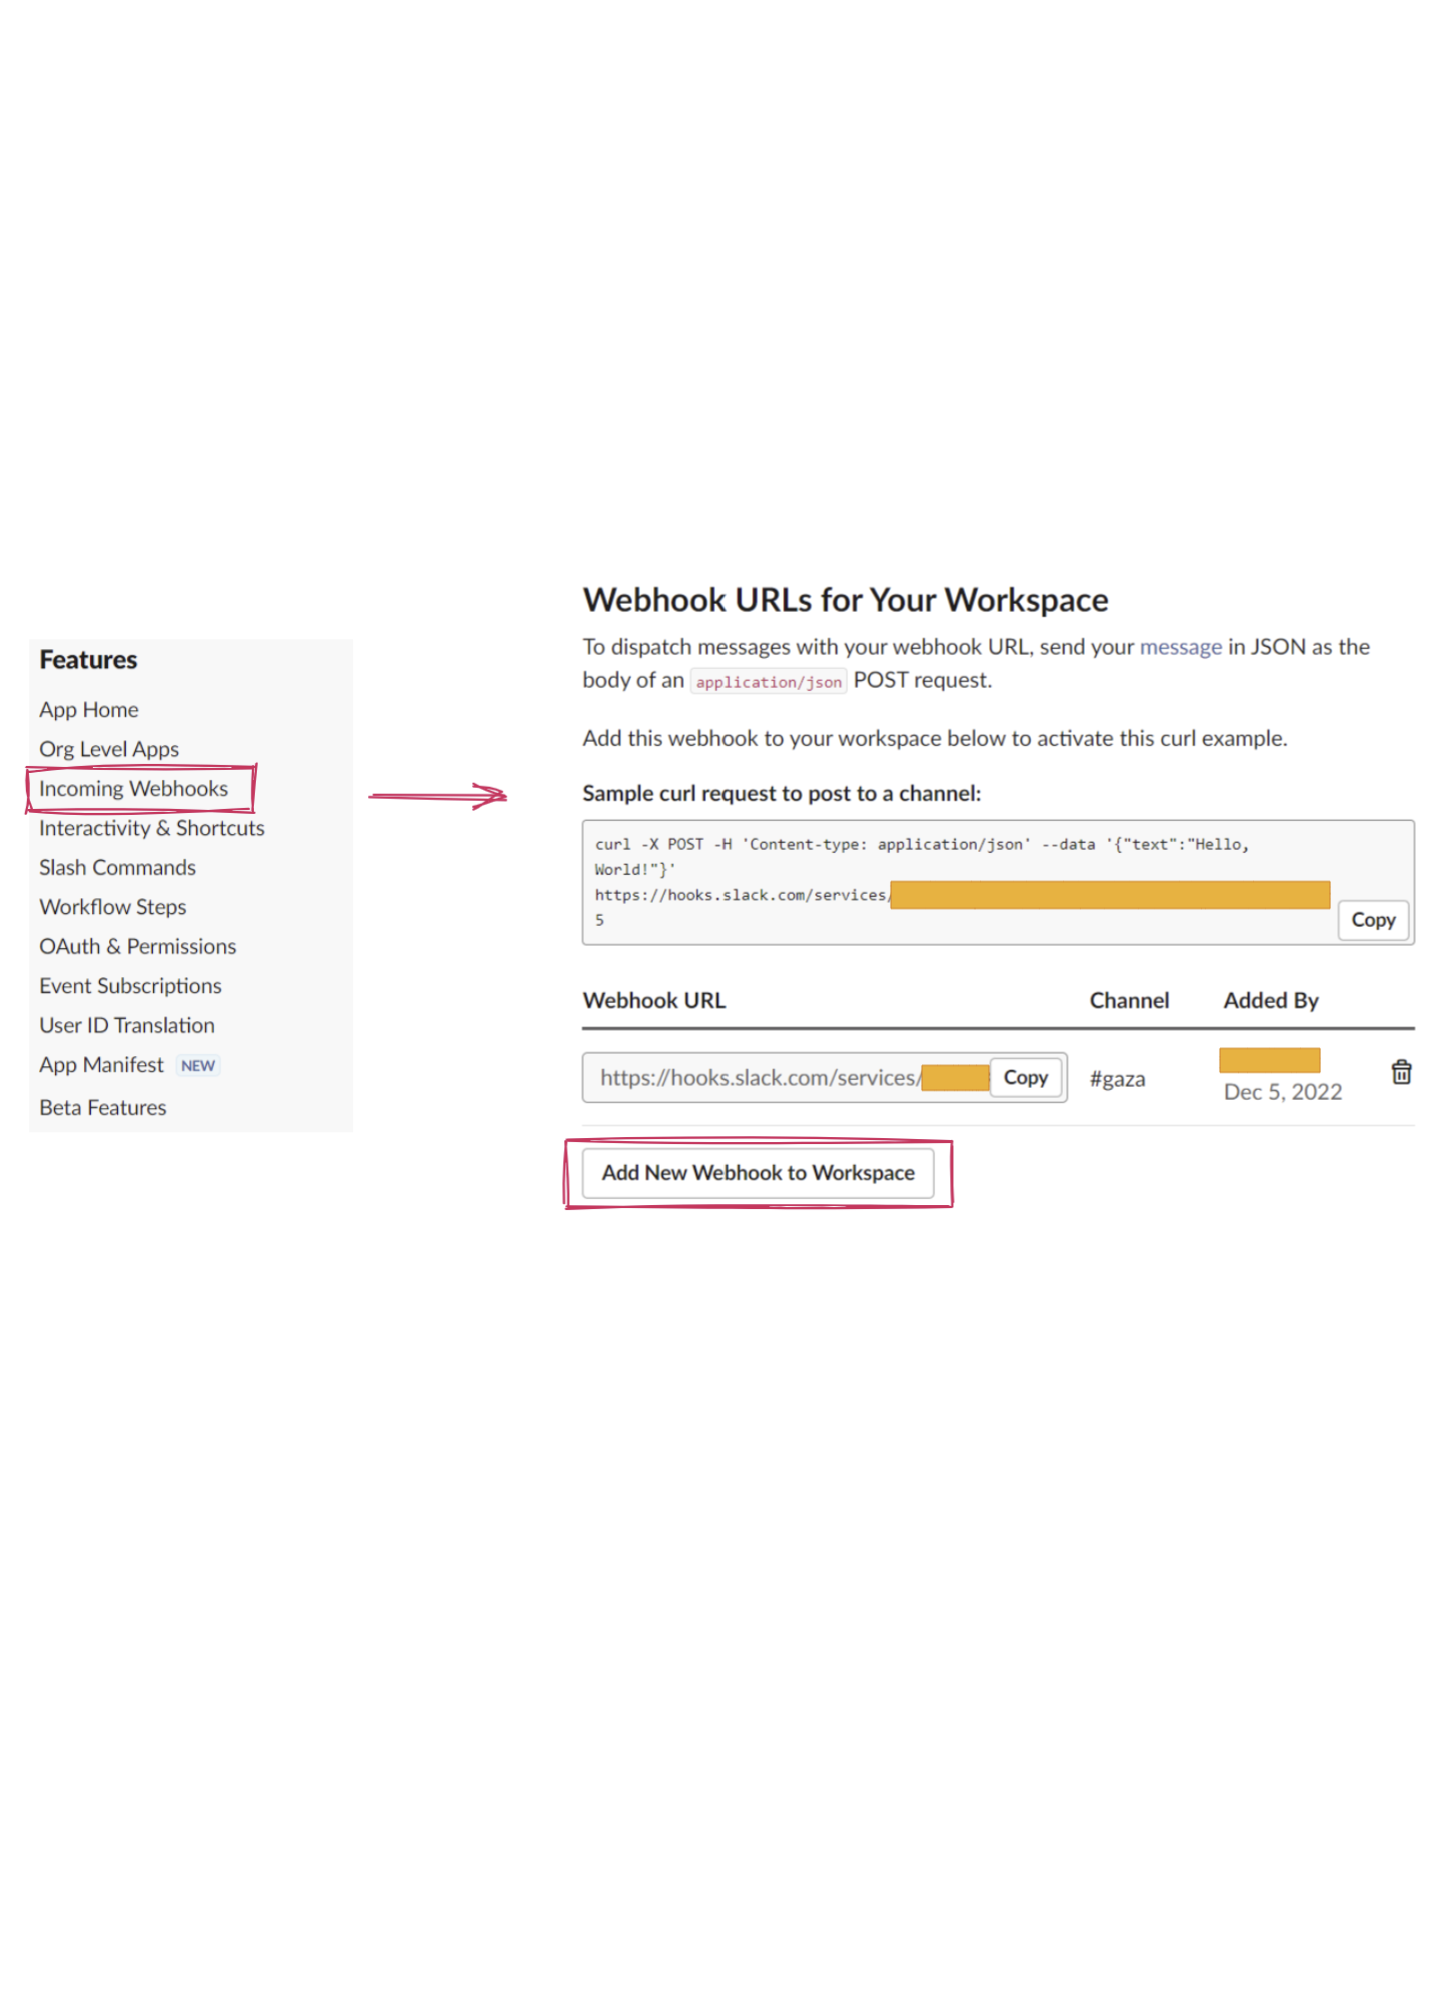 Features
App Home
Org Level Apps
Incoming Webhooks
Interactivity & Shortcuts
Slash Commands
Workflow Steps
OAuth & Permissions
Event Subscriptions
User ID Translation
App Manifest NEW
Beta Features
Webhook URLs for Your Workspace
To dispatch messages with your webhook URL, send your message in JSON as the
body of an application/json POST request.
Add this webhook to your workspace below to activate this curl example.
Sample curl request to post to a channel:
curl -X POST -H 'Content-type: application/json' --data '{"text":"Hello,
World!"}'
https://hooks.slack.com/services/
5
Copy
Webhook URL Channel Added By
https://hooks.slack.com/services/ Copy #gaza
Dec 5, 2022
Add New Webhook to Workspace